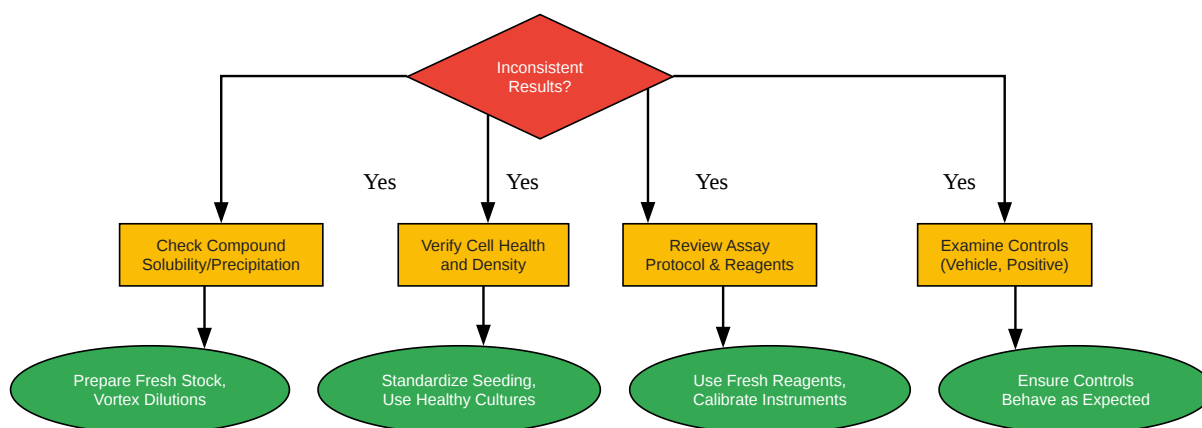 Inconsistent
Results?
Yes
Yes
Yes
Yes
Check Compound
Solubility/Precipitation
Verify Cell Health
and Density
Review Assay
Protocol & Reagents
Examine Controls
(Vehicle, Positive)
Prepare Fresh Stock,
Vortex Dilutions
Standardize Seeding,
Use Healthy Cultures
Use Fresh Reagents,
Calibrate Instruments
Ensure Controls
Behave as Expected